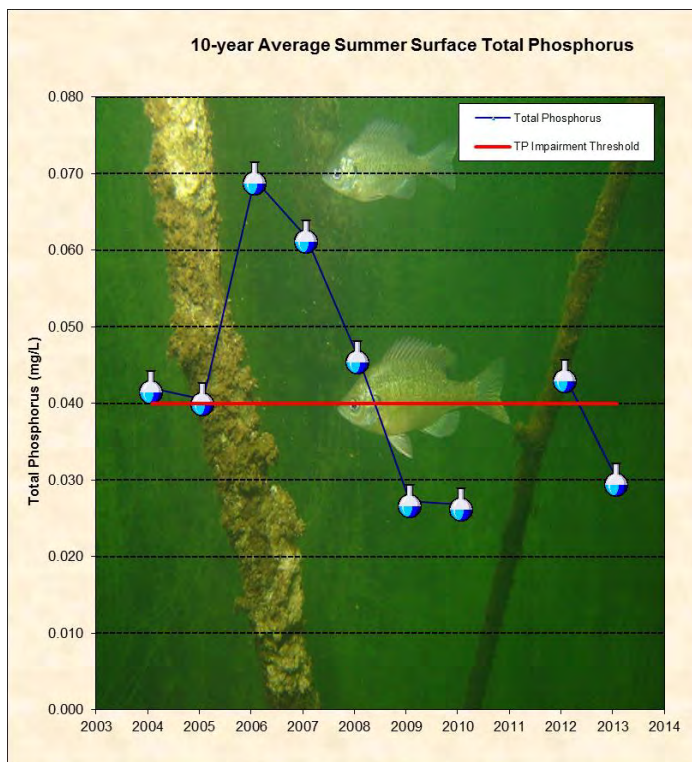 10-year Average Summer Surface Total Phosphorus
Total Phosphorus (mg/L)
0.080
0.070
0.060
0.050
0.040
0.030
0.020
0.010
0.000
Total Phosphorus
TP Impairment Threshold
2003 2004 2005 2006 2007 2008 2009 2010 2011 2012 2013 2014